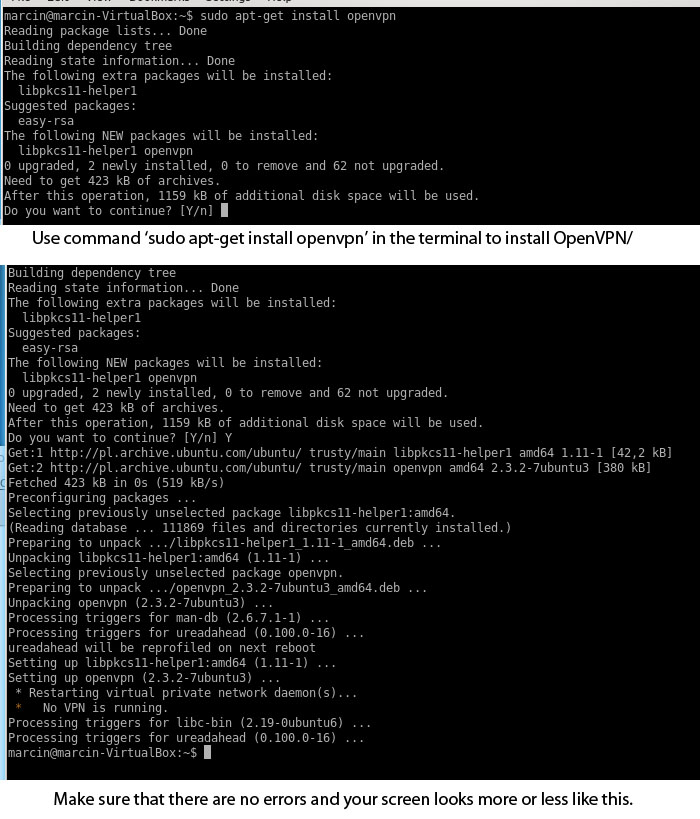 marcin@marcin-VirtualBox:~$ sudo apt-get install openvpn
Reading package lists... Done
Building dependency tree
Reading state information... Done
The following extra packages will be installed:
  libpkcs11-helper1
Suggested packages:
  easy-rsa
The following NEW packages will be installed:
  libpkcs11-helper1 openvpn
0 upgraded, 2 newly installed, 0 to remove and 62 not upgraded.
Need to get 423 kB of archives.
After this operation, 1159 kB of additional disk space will be used.
Do you want to continue? [Y/n]
Use command ‘sudo apt-get install openvpn’ in the terminal to install OpenVPN/
Building dependency tree
Reading state information... Done
The following extra packages will be installed:
  libpkcs11-helper1
Suggested packages:
  easy-rsa
The following NEW packages will be installed:
  libpkcs11-helper1 openvpn
0 upgraded, 2 newly installed, 0 to remove and 62 not upgraded.
Need to get 423 kB of archives.
After this operation, 1159 kB of additional disk space will be used.
Do you want to continue? [Y/n] Y
Get:1 http://pl.archive.ubuntu.com/ubuntu/ trusty/main libpkcs11-helper1 amd64 1.11-1 [42,2 kB]
Get:2 http://pl.archive.ubuntu.com/ubuntu/ trusty/main openvpn amd64 2.3.2-7ubuntu3 [380 kB]
Fetched 423 kB in 0s (519 kB/s)
Preconfiguring packages ...
Selecting previously unselected package libpkcs11-helper1:amd64.
(Reading database ... 111869 files and directories currently installed.)
Preparing to unpack .../libpkcs11-helper1_1.11-1_amd64.deb ...
Unpacking libpkcs11-helper1:amd64 (1.11-1) ...
Selecting previously unselected package openvpn.
Preparing to unpack .../openvpn_2.3.2-7ubuntu3_amd64.deb ...
Unpacking openvpn (2.3.2-7ubuntu3) ...
Processing triggers for man-db (2.6.7.1-1) ...
Processing triggers for ureadahead (0.100.0-16) ...
ureadahead will be reprofiled on next reboot
Setting up libpkcs11-helper1:amd64 (1.11-1) ...
Setting up openvpn (2.3.2-7ubuntu3) ...
 * Restarting virtual private network daemon(s)...
 *   No VPN is running.
Processing triggers for libc-bin (2.19-0ubuntu6) ...
Processing triggers for ureadahead (0.100.0-16) ...
marcin@marcin-VirtualBox:~$
Make sure that there are no errors and your screen looks more or less like this.